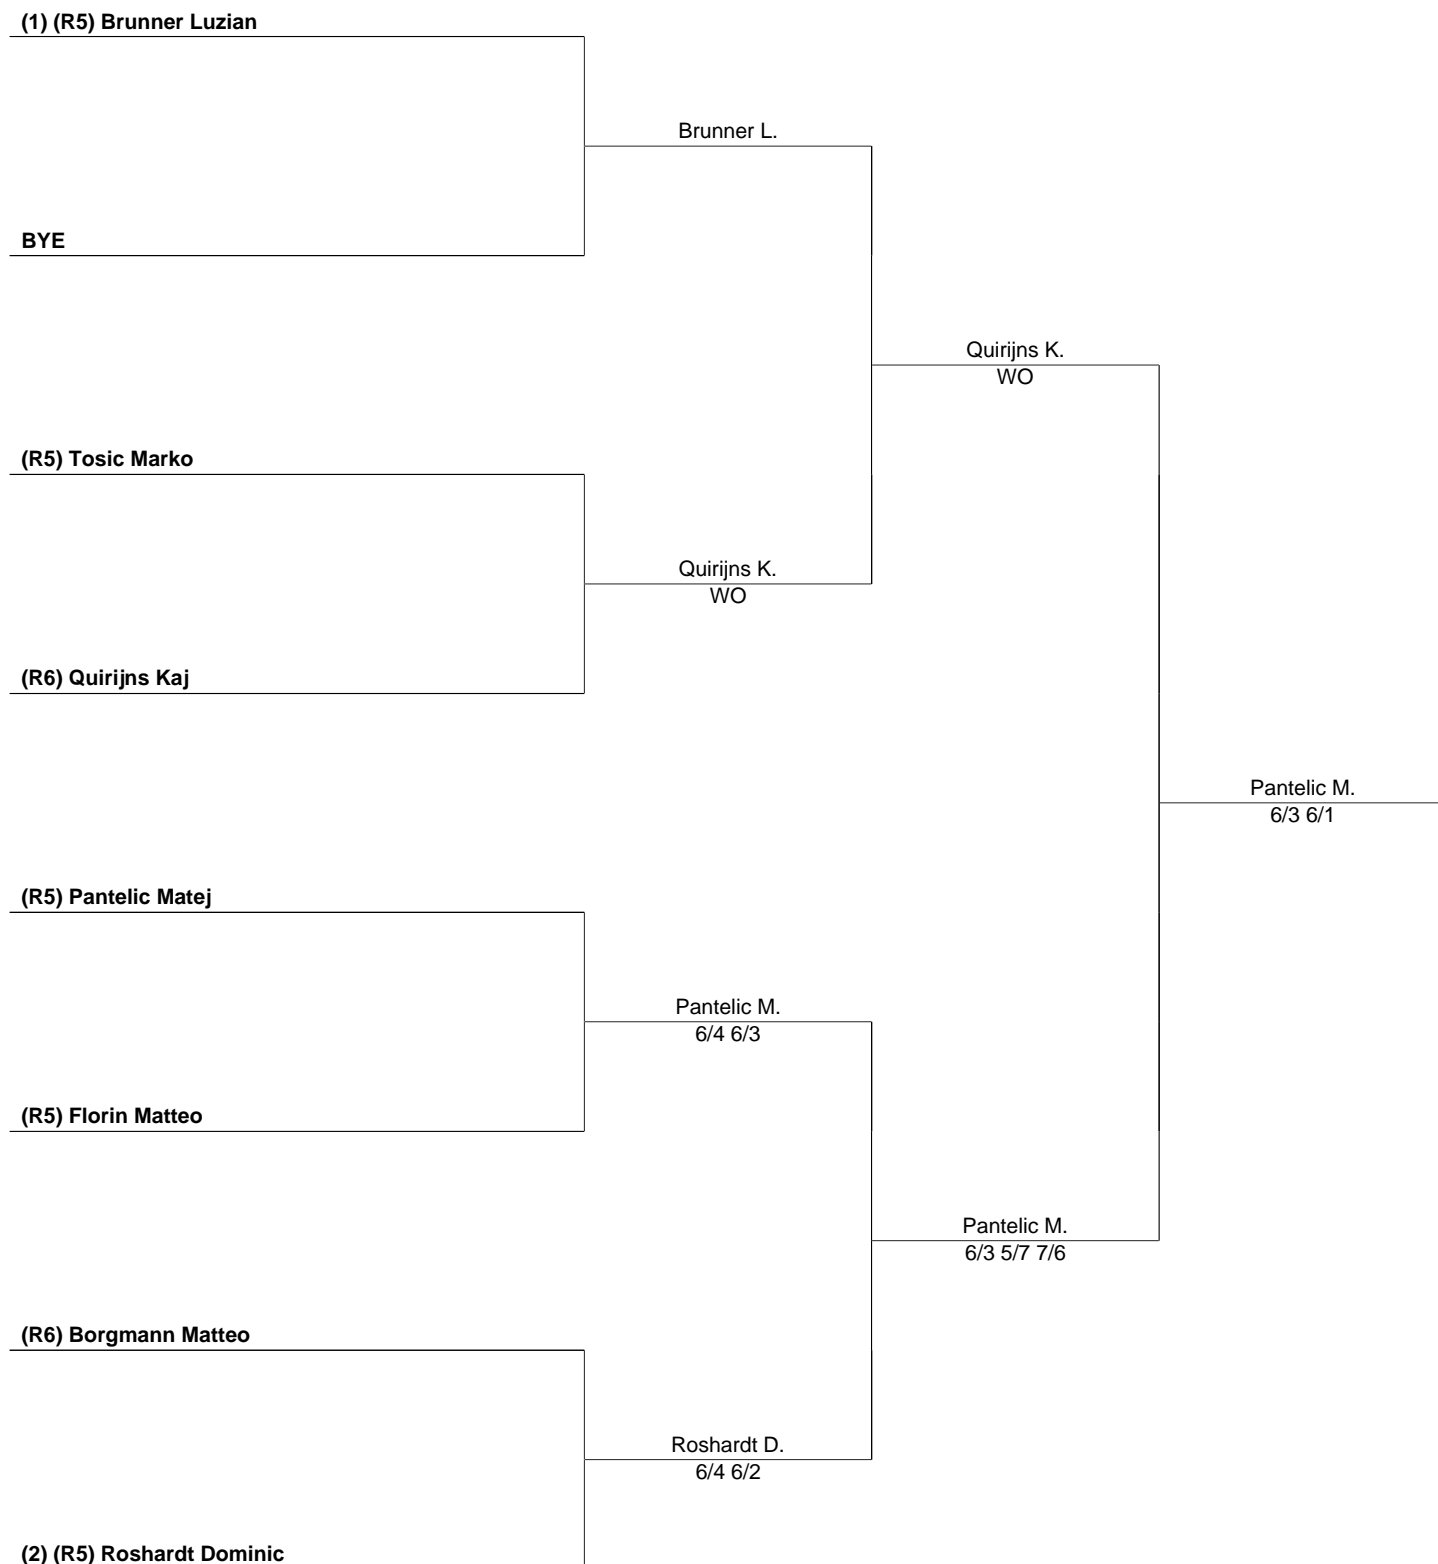 (1) (R5) Brunner Luzian
Brunner L.
BYE
Quirijns K.
WO
(R5) Tosic Marko
Quirijns K.
WO
(R6) Quirijns Kaj
Pantelic M.
6/3 6/1
(R5) Pantelic Matej
Pantelic M.
6/4 6/3
(R5) Florin Matteo
Pantelic M.
6/3 5/7 7/6
(R6) Borgmann Matteo
Roshardt D.
6/4 6/2
(2) (R5) Roshardt Dominic